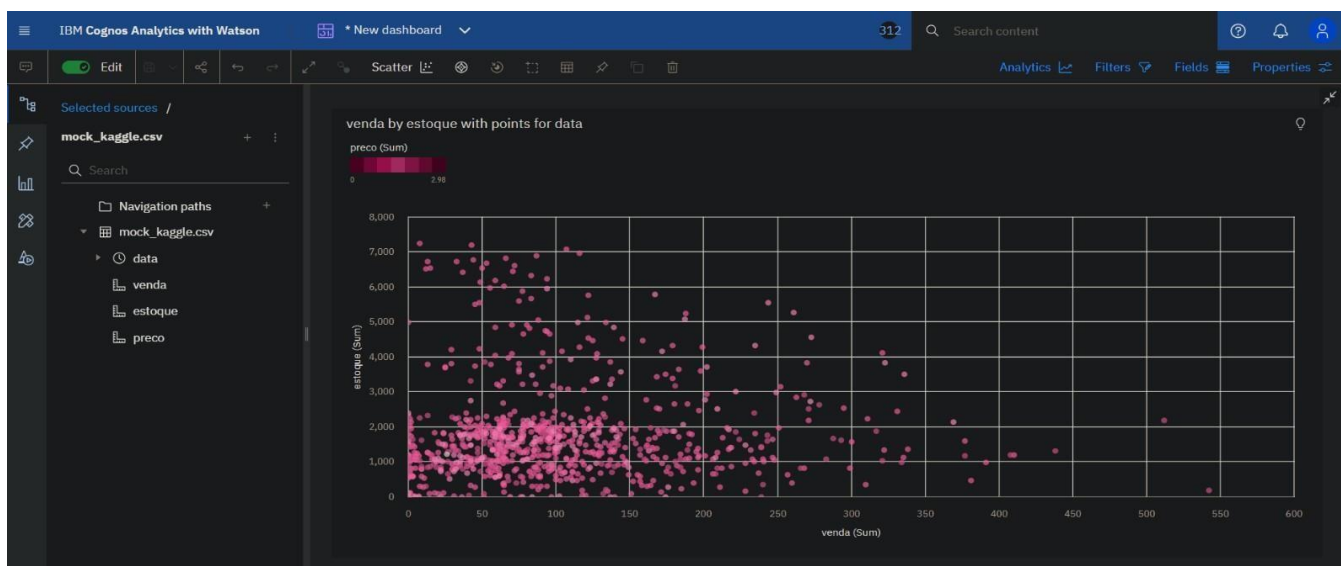 IBM Cognos Analytics with Watson
* New dashboard
312
Search content
Edit
Scatter
Analytics
Filters
Fields
Properties
Selected sources /
mock_kaggle.csv
Search
Navigation paths
mock_kaggle.csv
data
venda
estoque
preco
venda by estoque with points for data
preco (Sum)
0 2.98
8,000
7,000
6,000
5,000
4,000
3,000
2,000
1,000
0
estoque (Sum)
0 50 100 150 200 250 300 350 400 450 500 550 600
venda (Sum)